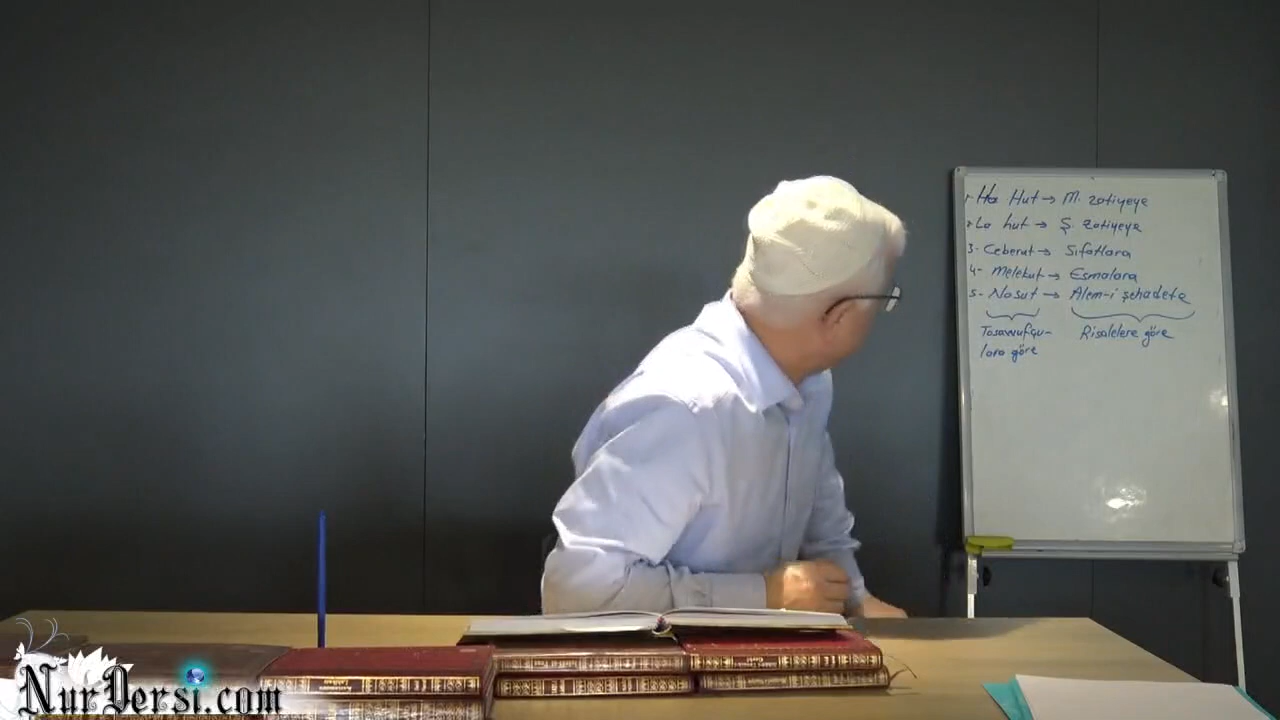 1- Ha Hut → M. zatiyeye
2- La hut → Ş. zatiyeye
3- Ceberut → Sıfatlara
4- Melekut → Esmalara
5- Nasut → Alem-i şehadete
Tasavvufçu-
lara göre
Risalelere göre
NurDersi.com